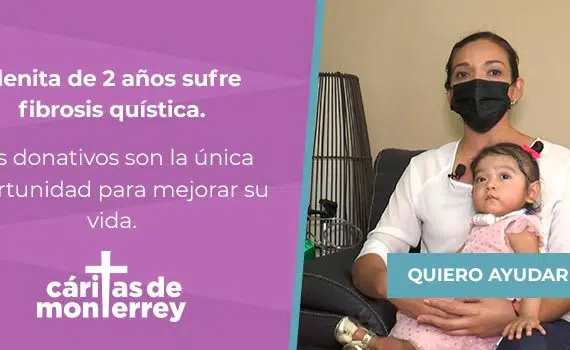 lenita de 2 años sufre
fibrosis quística.
s donativos son la única
rtunidad para mejorar su
vida.
cáritas de
monterrey
QUIERO AYUDAR